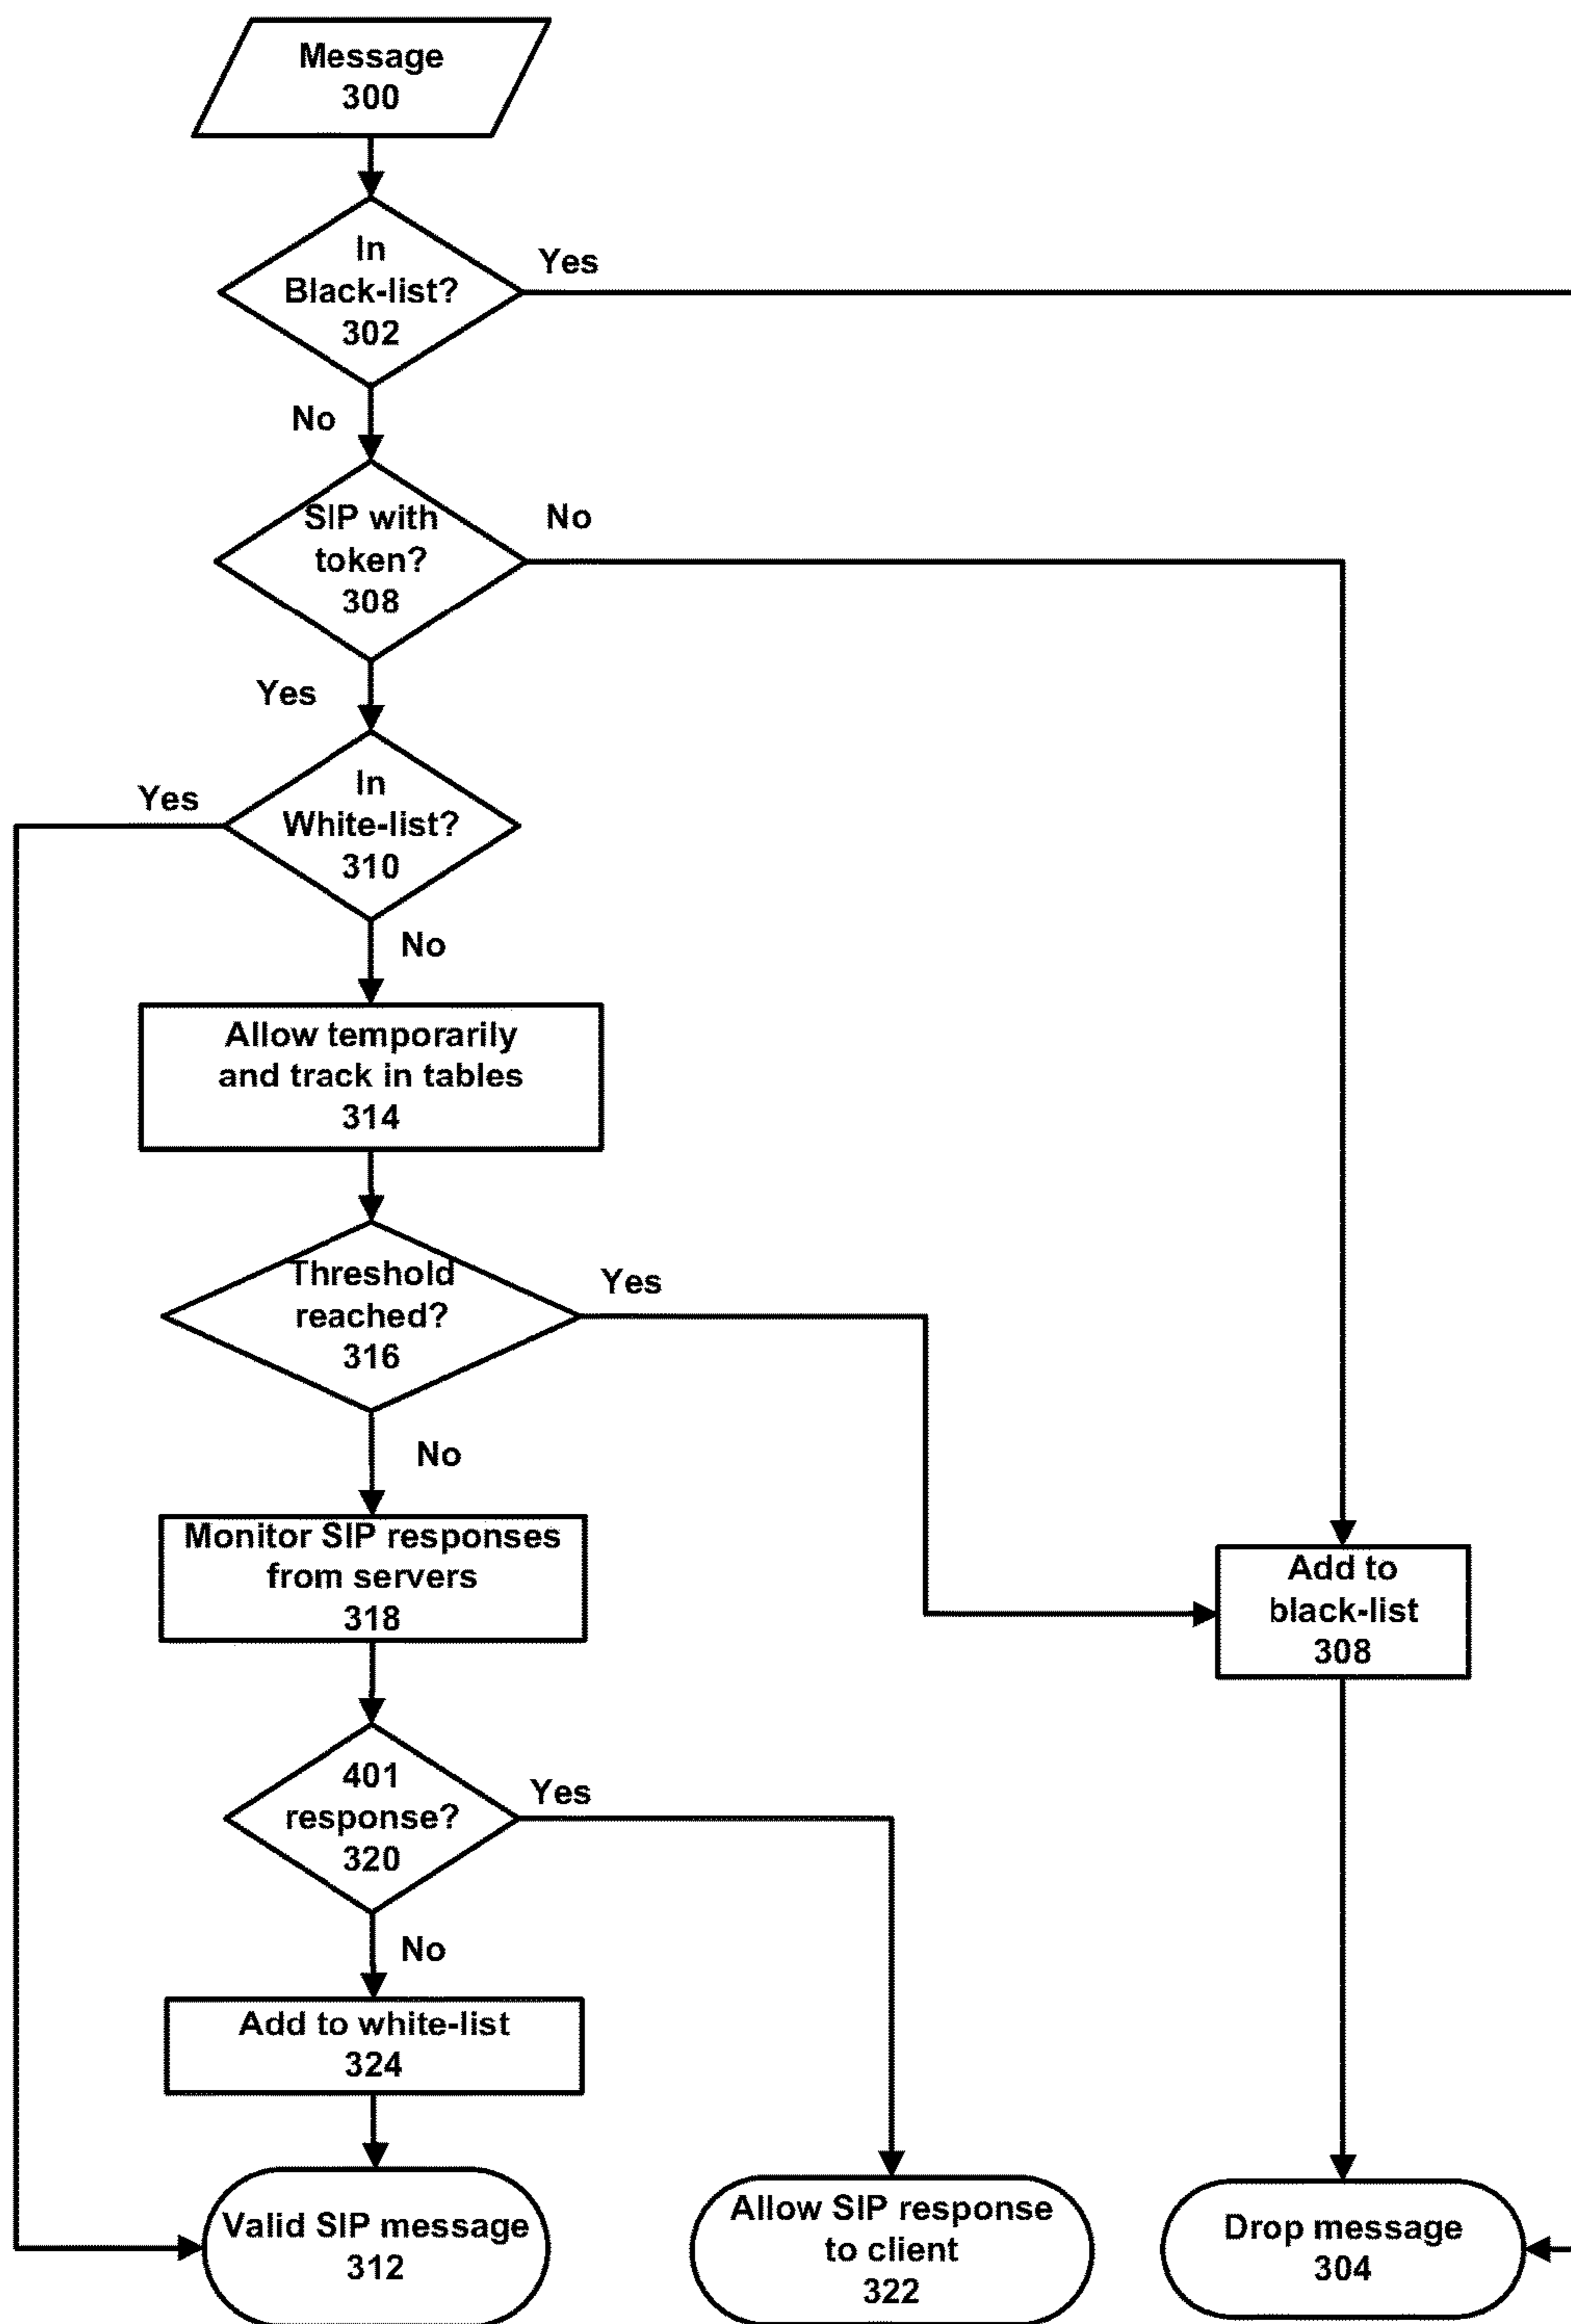 Message
300
In
Black-list?
302
Yes
No
SIP with
token?
308
No
Yes
In
White-list?
310
Yes
No
Allow temporarily
and track in tables
314
Threshold
reached?
316
Yes
No
Monitor SIP responses
from servers
318
Add to
black-list
308
401
response?
320
Yes
No
Add to white-list
324
Valid SIP message
312
Allow SIP response
to client
322
Drop message
304